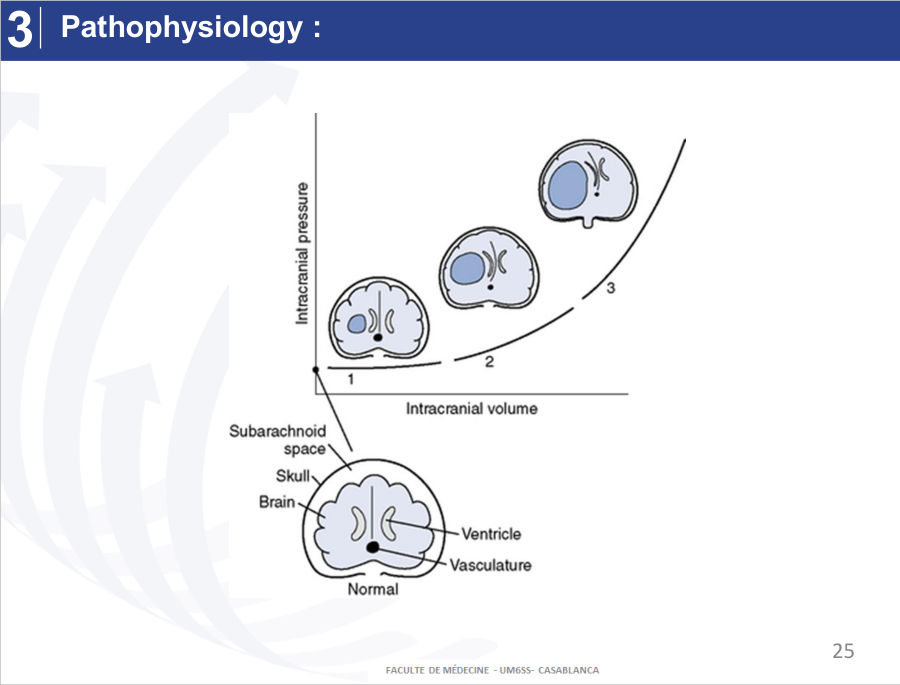 3
Pathophysiology :
Intracranial pressure
3
2
1
Intracranial volume
Subarachnoid
space
Skull
Brain
Ventricle
Vasculature
Normal
25
FACULTE DE MÉDECINE - UM6SS- CASABLANCA